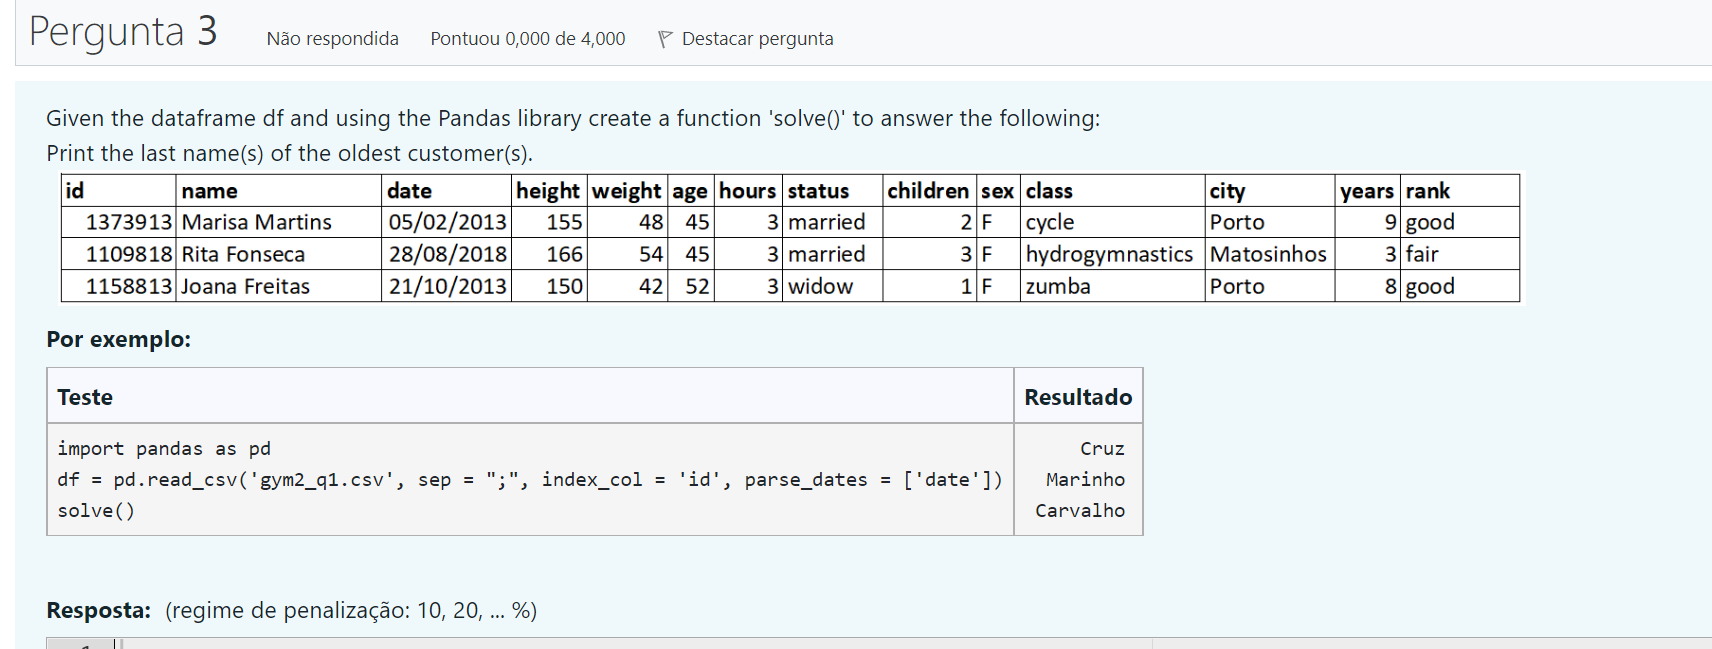 Pergunta 3 Não respondida Pontuou 0,000 de 4,000 Destacar pergunta
Given the dataframe df and using the Pandas library create a function 'solve()' to answer the following:
Print the last name(s) of the oldest customer(s).
id name date height weight age hours status children sex class city years rank
1373913 Marisa Martins 05/02/2013 155 48 45 3 married 2 F cycle Porto 9 good
1109818 Rita Fonseca 28/08/2018 166 54 45 3 married 3 F hydrogymnastics Matosinhos 3 fair
1158813 Joana Freitas 21/10/2013 150 42 52 3 widow 1 F zumba Porto 8 good
Por exemplo:
Teste Resultado
import pandas as pd Cruz
df = pd.read_csv('gym2_q1.csv', sep = ";", index_col = 'id', parse_dates = ['date']) Marinho
solve() Carvalho
Resposta: (regime de penalização: 10, 20, ... %)